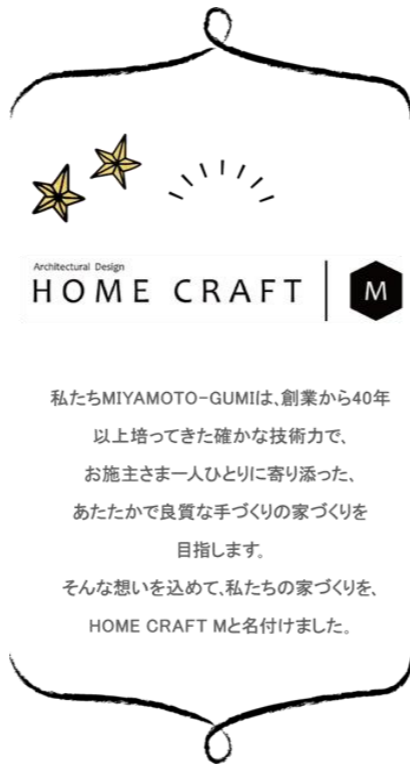 Architectural Design
HOME CRAFT M
私たちMIYAMOTO-GUMIは、創業から40年
以上培ってきた確かな技術力で、
お施主さま一人ひとりに寄り添った、
あたたかで良質な手づくりの家づくりを
目指します。
そんな想いを込めて、私たちの家づくりを、
HOME CRAFT Mと名付けました。